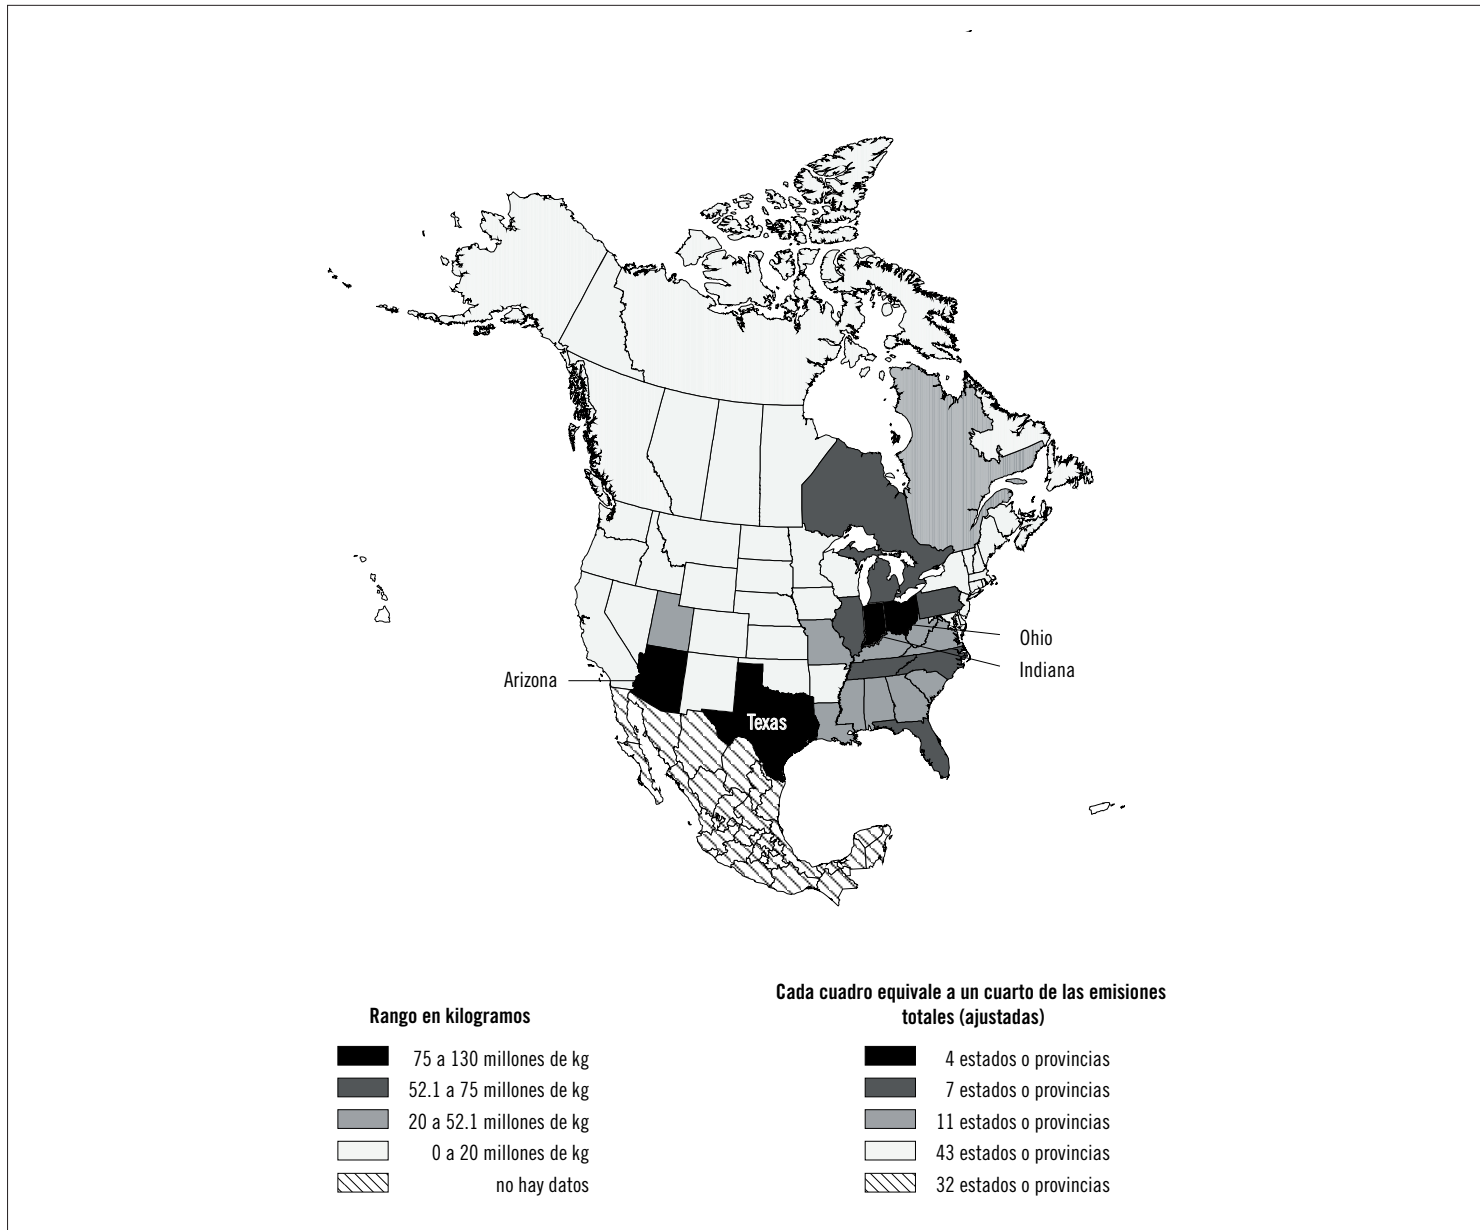 Ohio
Indiana
Arizona
Texas
Rango en kilogramos
75 a 130 millones de kg
52.1 a 75 millones de kg
20 a 52.1 millones de kg
0 a 20 millones de kg
no hay datos
Cada cuadro equivale a un cuarto de las emisiones
totales (ajustadas)
4 estados o provincias
7 estados o provincias
11 estados o provincias
43 estados o provincias
32 estados o provincias